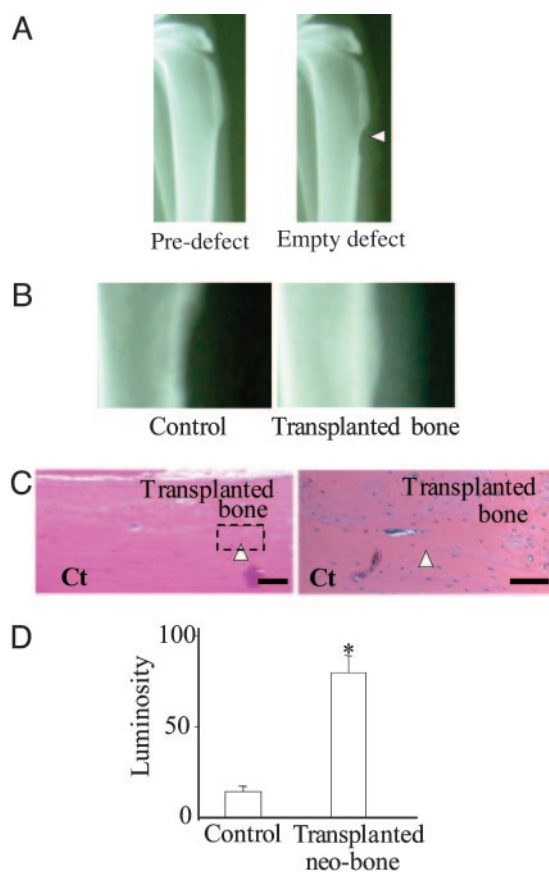 A
Pre-defect
Empty defect
B
Control
Transplanted bone
C
Transplanted
bone
Ct
Transplanted
bone
Ct
D
Luminosity
100
50
0
*
Control
Transplanted
neo-bone